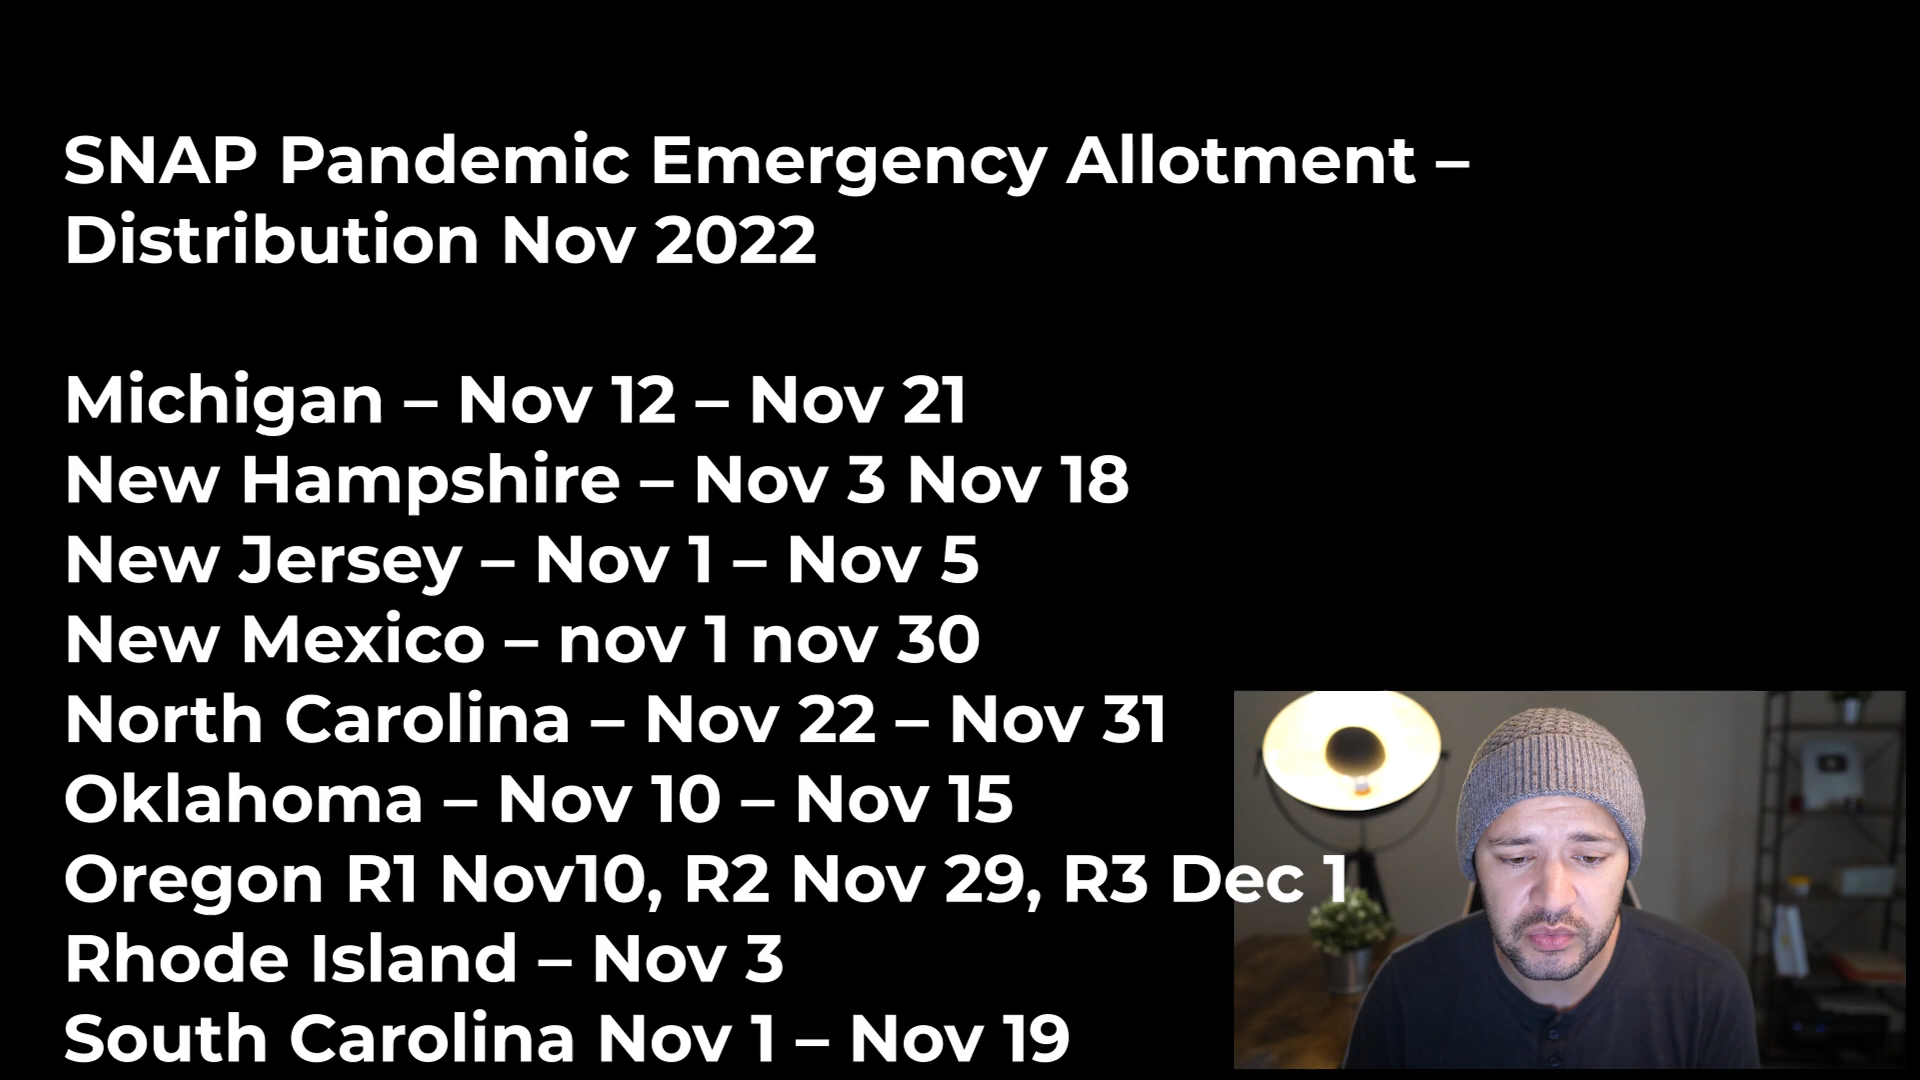 SNAP Pandemic Emergency Allotment –
Distribution Nov 2022
Michigan – Nov 12 – Nov 21
New Hampshire – Nov 3 Nov 18
New Jersey – Nov 1 – Nov 5
New Mexico – nov 1 nov 30
North Carolina – Nov 22 – Nov 31
Oklahoma – Nov 10 – Nov 15
Oregon R1 Nov10, R2 Nov 29, R3 Dec 1
Rhode Island – Nov 3
South Carolina Nov 1 – Nov 19